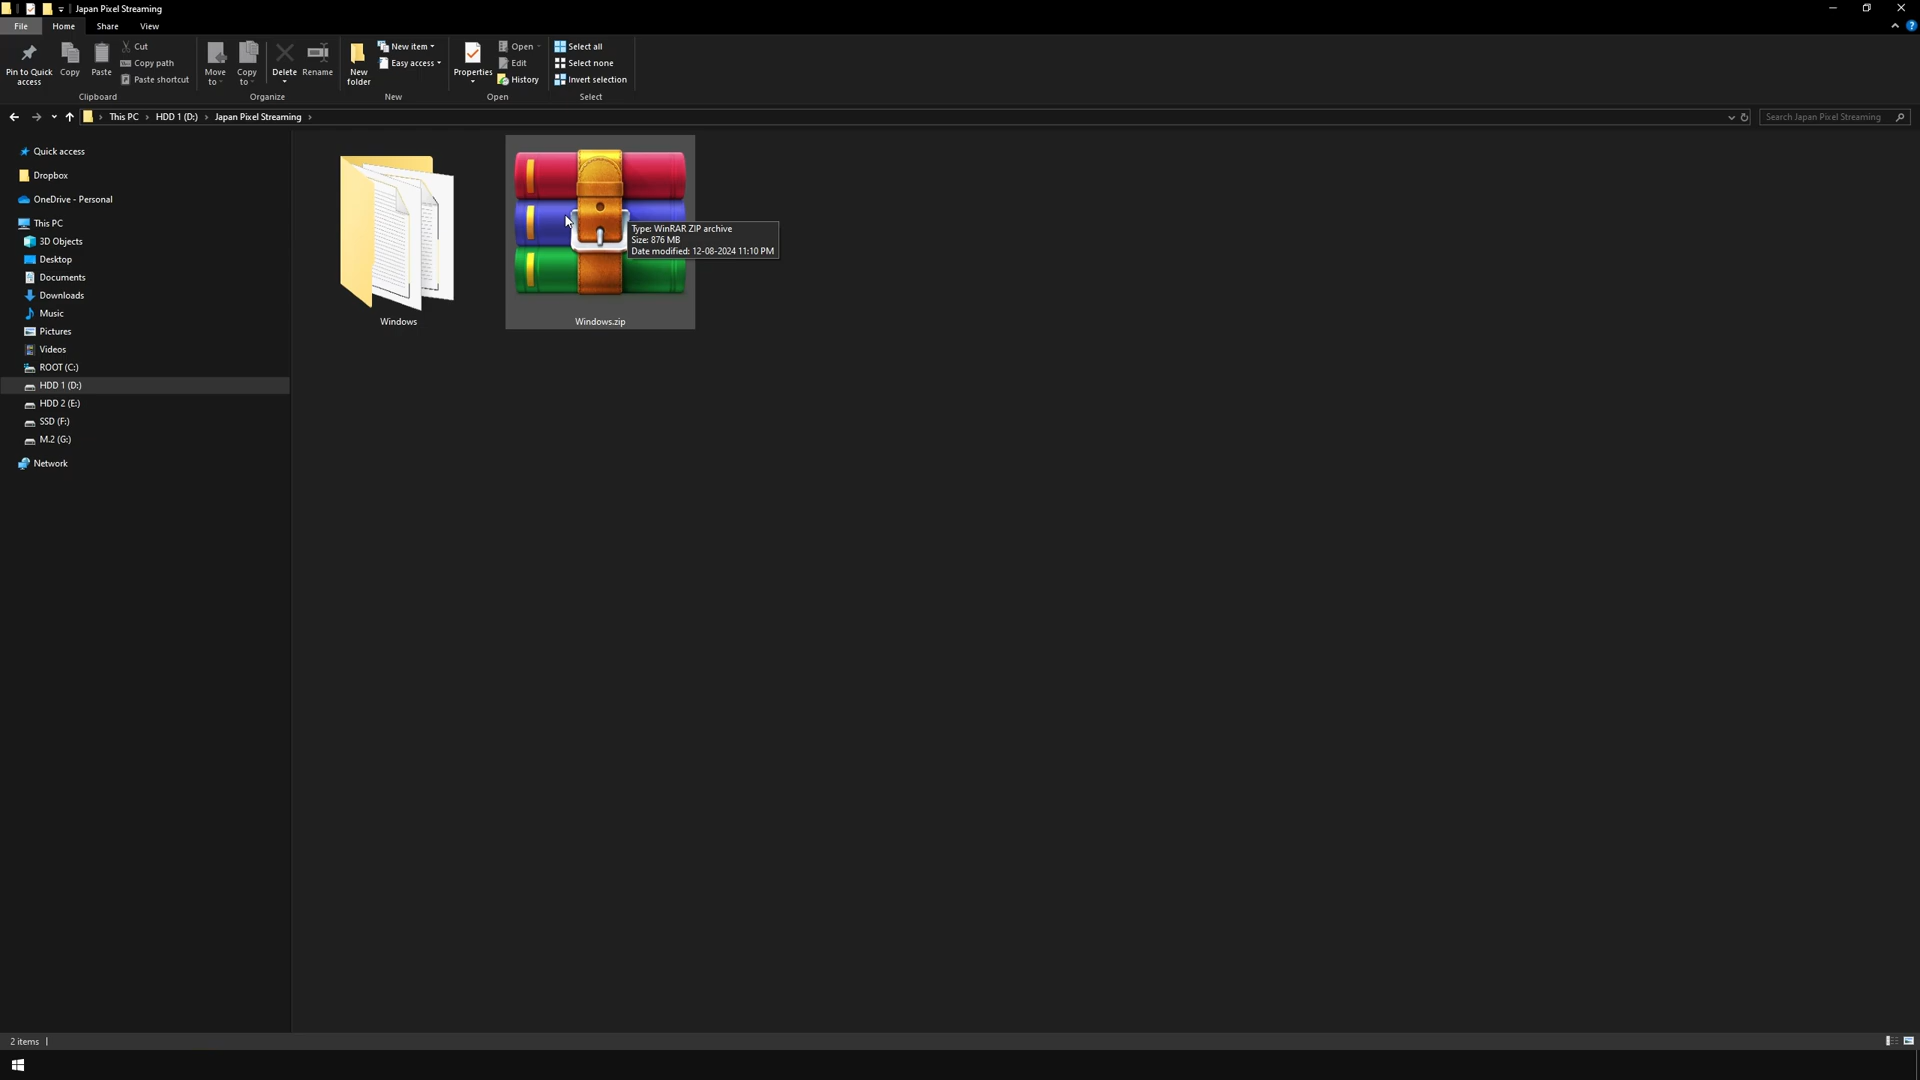 Japan Pixel Streaming
File Home Share View
Pin to Quick access
Copy
Paste
Cut
Copy path
Paste shortcut
Clipboard
Move to
Copy to
Delete
Rename
Organize
New folder
New item
Easy access
New
Properties
Open
Edit
History
Open
Select all
Select none
Invert selection
Select
This PC › HDD 1 (D:) › Japan Pixel Streaming ›
Search Japan Pixel Streaming
Quick access
Dropbox
OneDrive - Personal
This PC
3D Objects
Desktop
Documents
Downloads
Music
Pictures
Videos
ROOT (C:)
HDD 1 (D:)
HDD 2 (E:)
SSD (F:)
M.2 (G:)
Network
Windows
Windows.zip
Type: WinRAR ZIP archive
Size: 876 MB
Date modified: 12-08-2024 11:10 PM
2 items